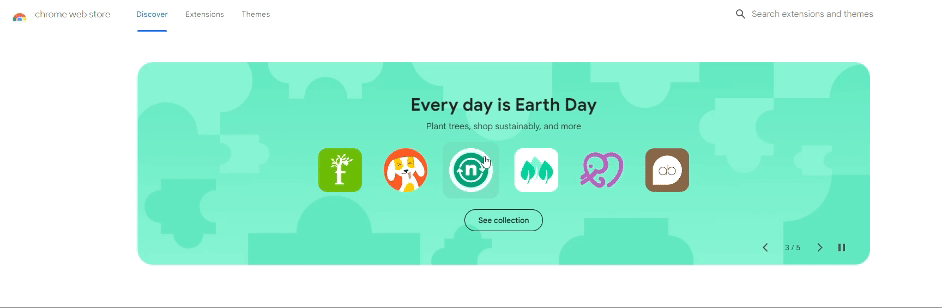 chrome web store
Discover
Extensions
Themes
Search extensions and themes
Every day is Earth Day
Plant trees, shop sustainably, and more
n
ab
See collection
3 / 5